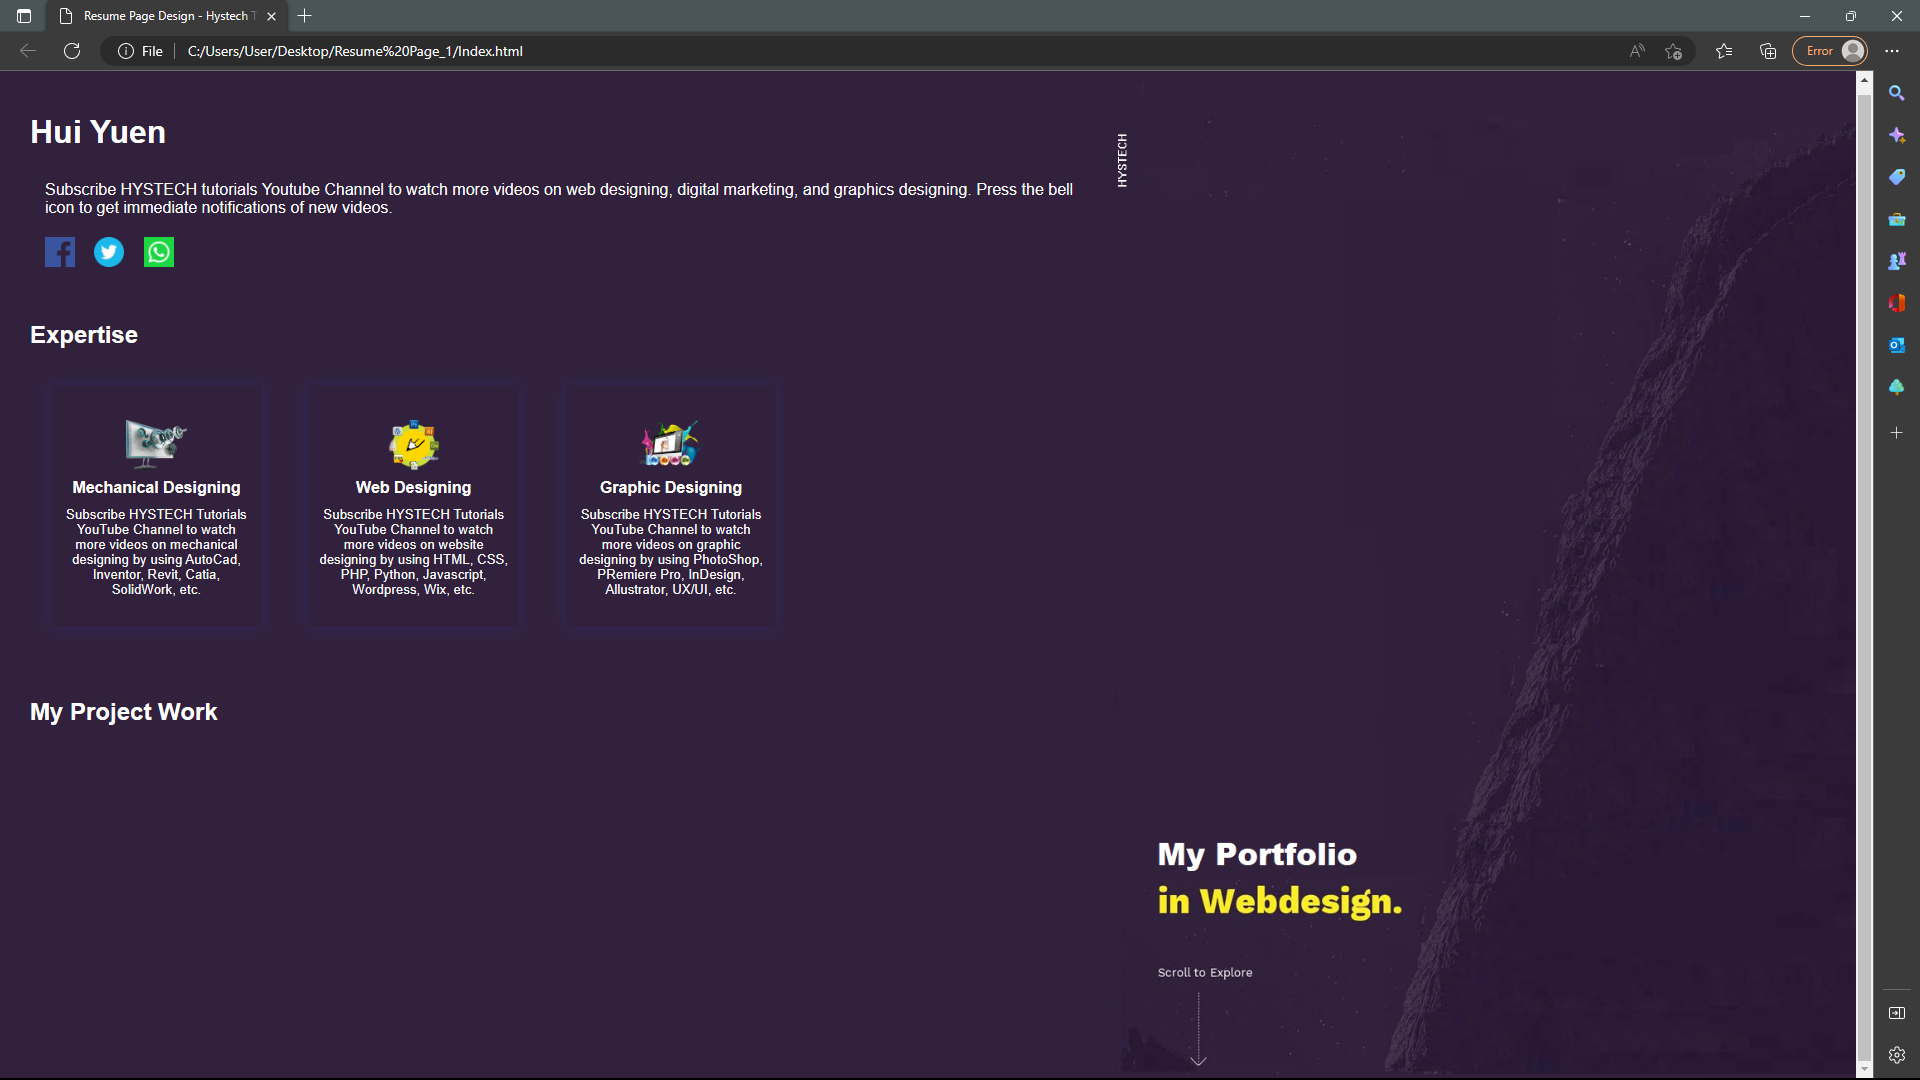 Resume Page Design - Hystech T
File
C:/Users/User/Desktop/Resume%20Page_1/Index.html
Error
Hui Yuen
Subscribe HYSTECH tutorials Youtube Channel to watch more videos on web designing, digital marketing, and graphics designing. Press the bell
icon to get immediate notifications of new videos.
HYSTECH
Expertise
Mechanical Designing
Subscribe HYSTECH Tutorials
YouTube Channel to watch
more videos on mechanical
designing by using AutoCad,
Inventor, Revit, Catia,
SolidWork, etc.
Web Designing
Subscribe HYSTECH Tutorials
YouTube Channel to watch
more videos on website
designing by using HTML, CSS,
PHP, Python, Javascript,
Wordpress, Wix, etc.
Graphic Designing
Subscribe HYSTECH Tutorials
YouTube Channel to watch
more videos on graphic
designing by using PhotoShop,
PRemiere Pro, InDesign,
Allustrator, UX/UI, etc.
My Project Work
My Portfolio
in Webdesign.
Scroll to Explore